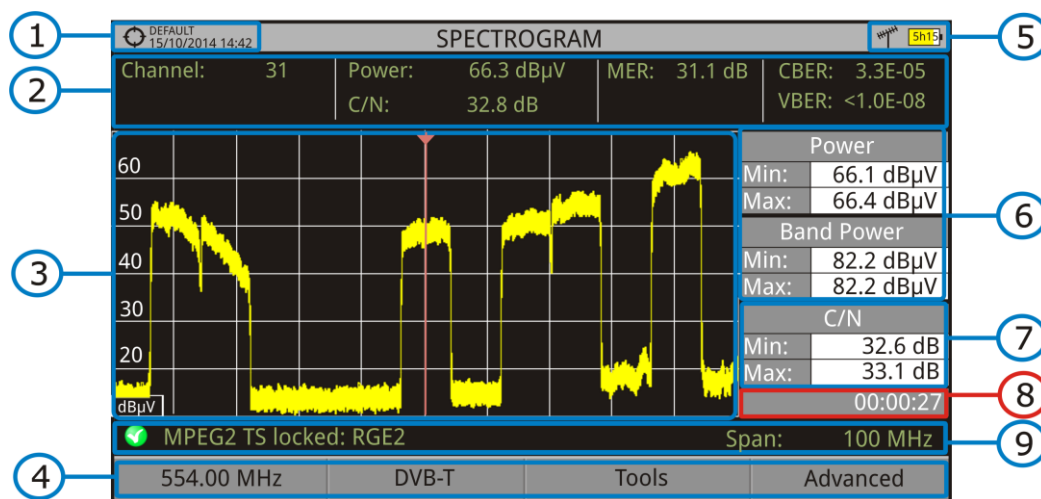 1
DEFAULT
15/10/2014 14:42
SPECTROGRAM
5h15
5
2
Channel: 31 Power: 66.3 dBµV MER: 31.1 dB CBER: 3.3E-05
C/N: 32.8 dB VBER: <1.0E-08
3
60
50
40
30
20
dBµV
Power
Min: 66.1 dBµV
Max: 66.4 dBµV
Band Power
Min: 82.2 dBµV
Max: 82.2 dBµV
6
C/N
Min: 32.6 dB
Max: 33.1 dB
7
00:00:27
8
MPEG2 TS locked: RGE2 Span: 100 MHz
9
4
554.00 MHz DVB-T Tools Advanced